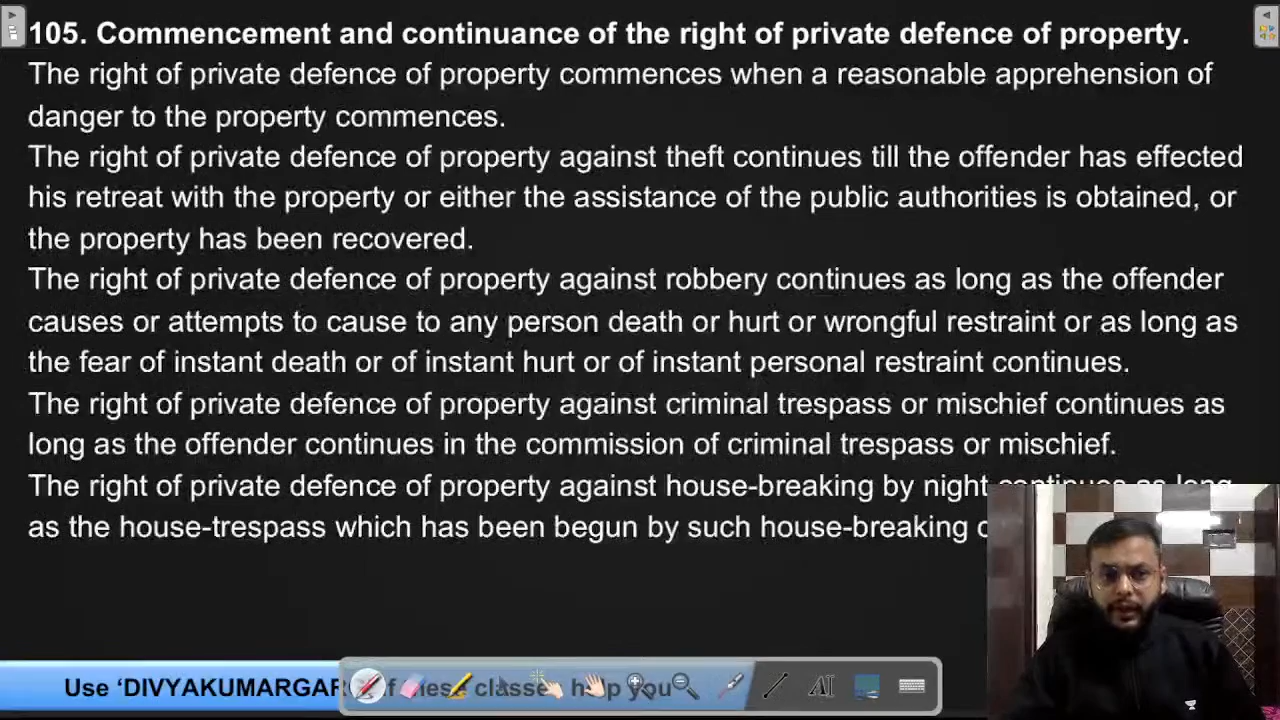 105. Commencement and continuance of the right of private defence of property.
The right of private defence of property commences when a reasonable apprehension of
danger to the property commences.
The right of private defence of property against theft continues till the offender has effected
his retreat with the property or either the assistance of the public authorities is obtained, or
the property has been recovered.
The right of private defence of property against robbery continues as long as the offender
causes or attempts to cause to any person death or hurt or wrongful restraint or as long as
the fear of instant death or of instant hurt or of instant personal restraint continues.
The right of private defence of property against criminal trespass or mischief continues as
long as the offender continues in the commission of criminal trespass or mischief.
The right of private defence of property against house-breaking by night continues as long
as the house-trespass which has been begun by such house-breaking
Use ‘DIVYAKUMARGAR these classes help you
AI